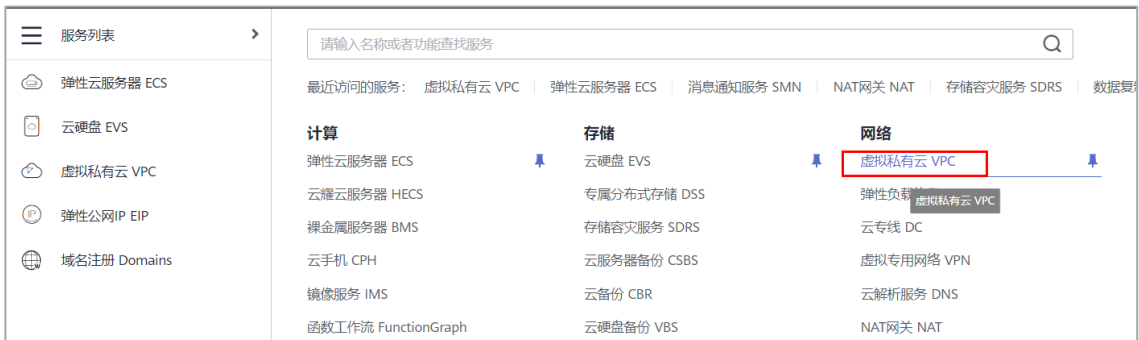 服务列表
弹性云服务器 ECS
云硬盘 EVS
虚拟私有云 VPC
弹性公网IP EIP
域名注册 Domains
请输入名称或者功能查找服务
最近访问的服务： 虚拟私有云 VPC 弹性云服务器 ECS 消息通知服务 SMN NAT网关 NAT 存储容灾服务 SDRS 数据复
计算 存储 网络
弹性云服务器 ECS 云硬盘 EVS 虚拟私有云 VPC
云耀云服务器 HECS 专属分布式存储 DSS 弹性负载
虚拟私有云 VPC
裸金属服务器 BMS 存储容灾服务 SDRS 云专线 DC
云手机 CPH 云服务器备份 CSBS 虚拟专用网络 VPN
镜像服务 IMS 云备份 CBR 云解析服务 DNS
函数工作流 FunctionGraph 云硬盘备份 VBS NAT网关 NAT